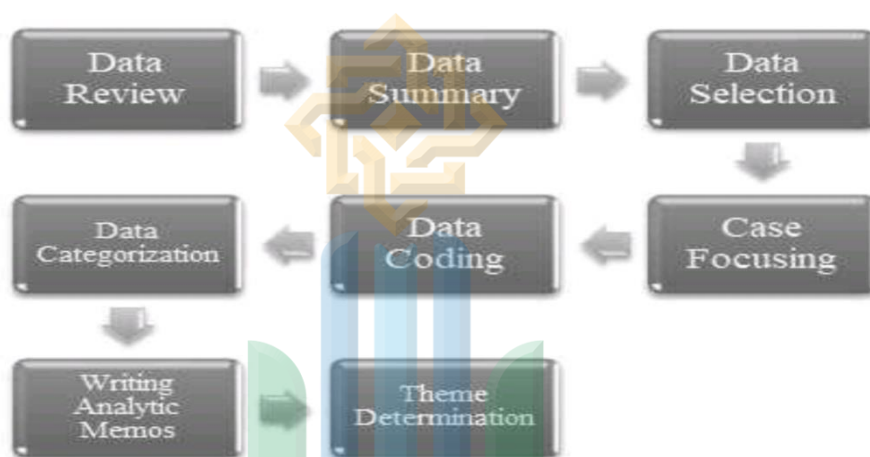 Data
Review
Data
Summary
Data
Selection
Case
Focusing
Data
Coding
Data
Categorization
Writing
Analytic
Memos
Theme
Determination